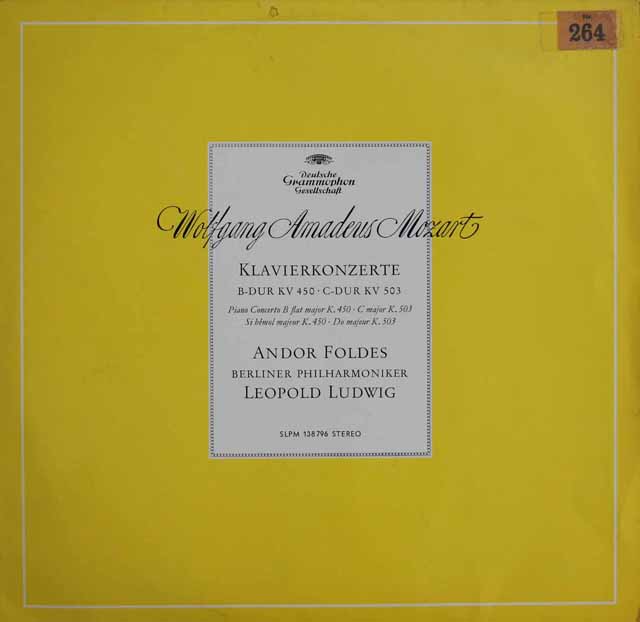 264
Deutsche
Grammophon
Gesellschaft
Wolfgang Amadeus Mozart
KLAVIERKONZERTE
B-DUR KV 450 · C-DUR KV 503
Piano Concerto B flat major K. 450 · C major K. 503
Si bémol majeur K. 450 · Do majeur K. 503
ANDOR FOLDES
BERLINER PHILHARMONIKER
LEOPOLD LUDWIG
SLPM 138 796 STEREO